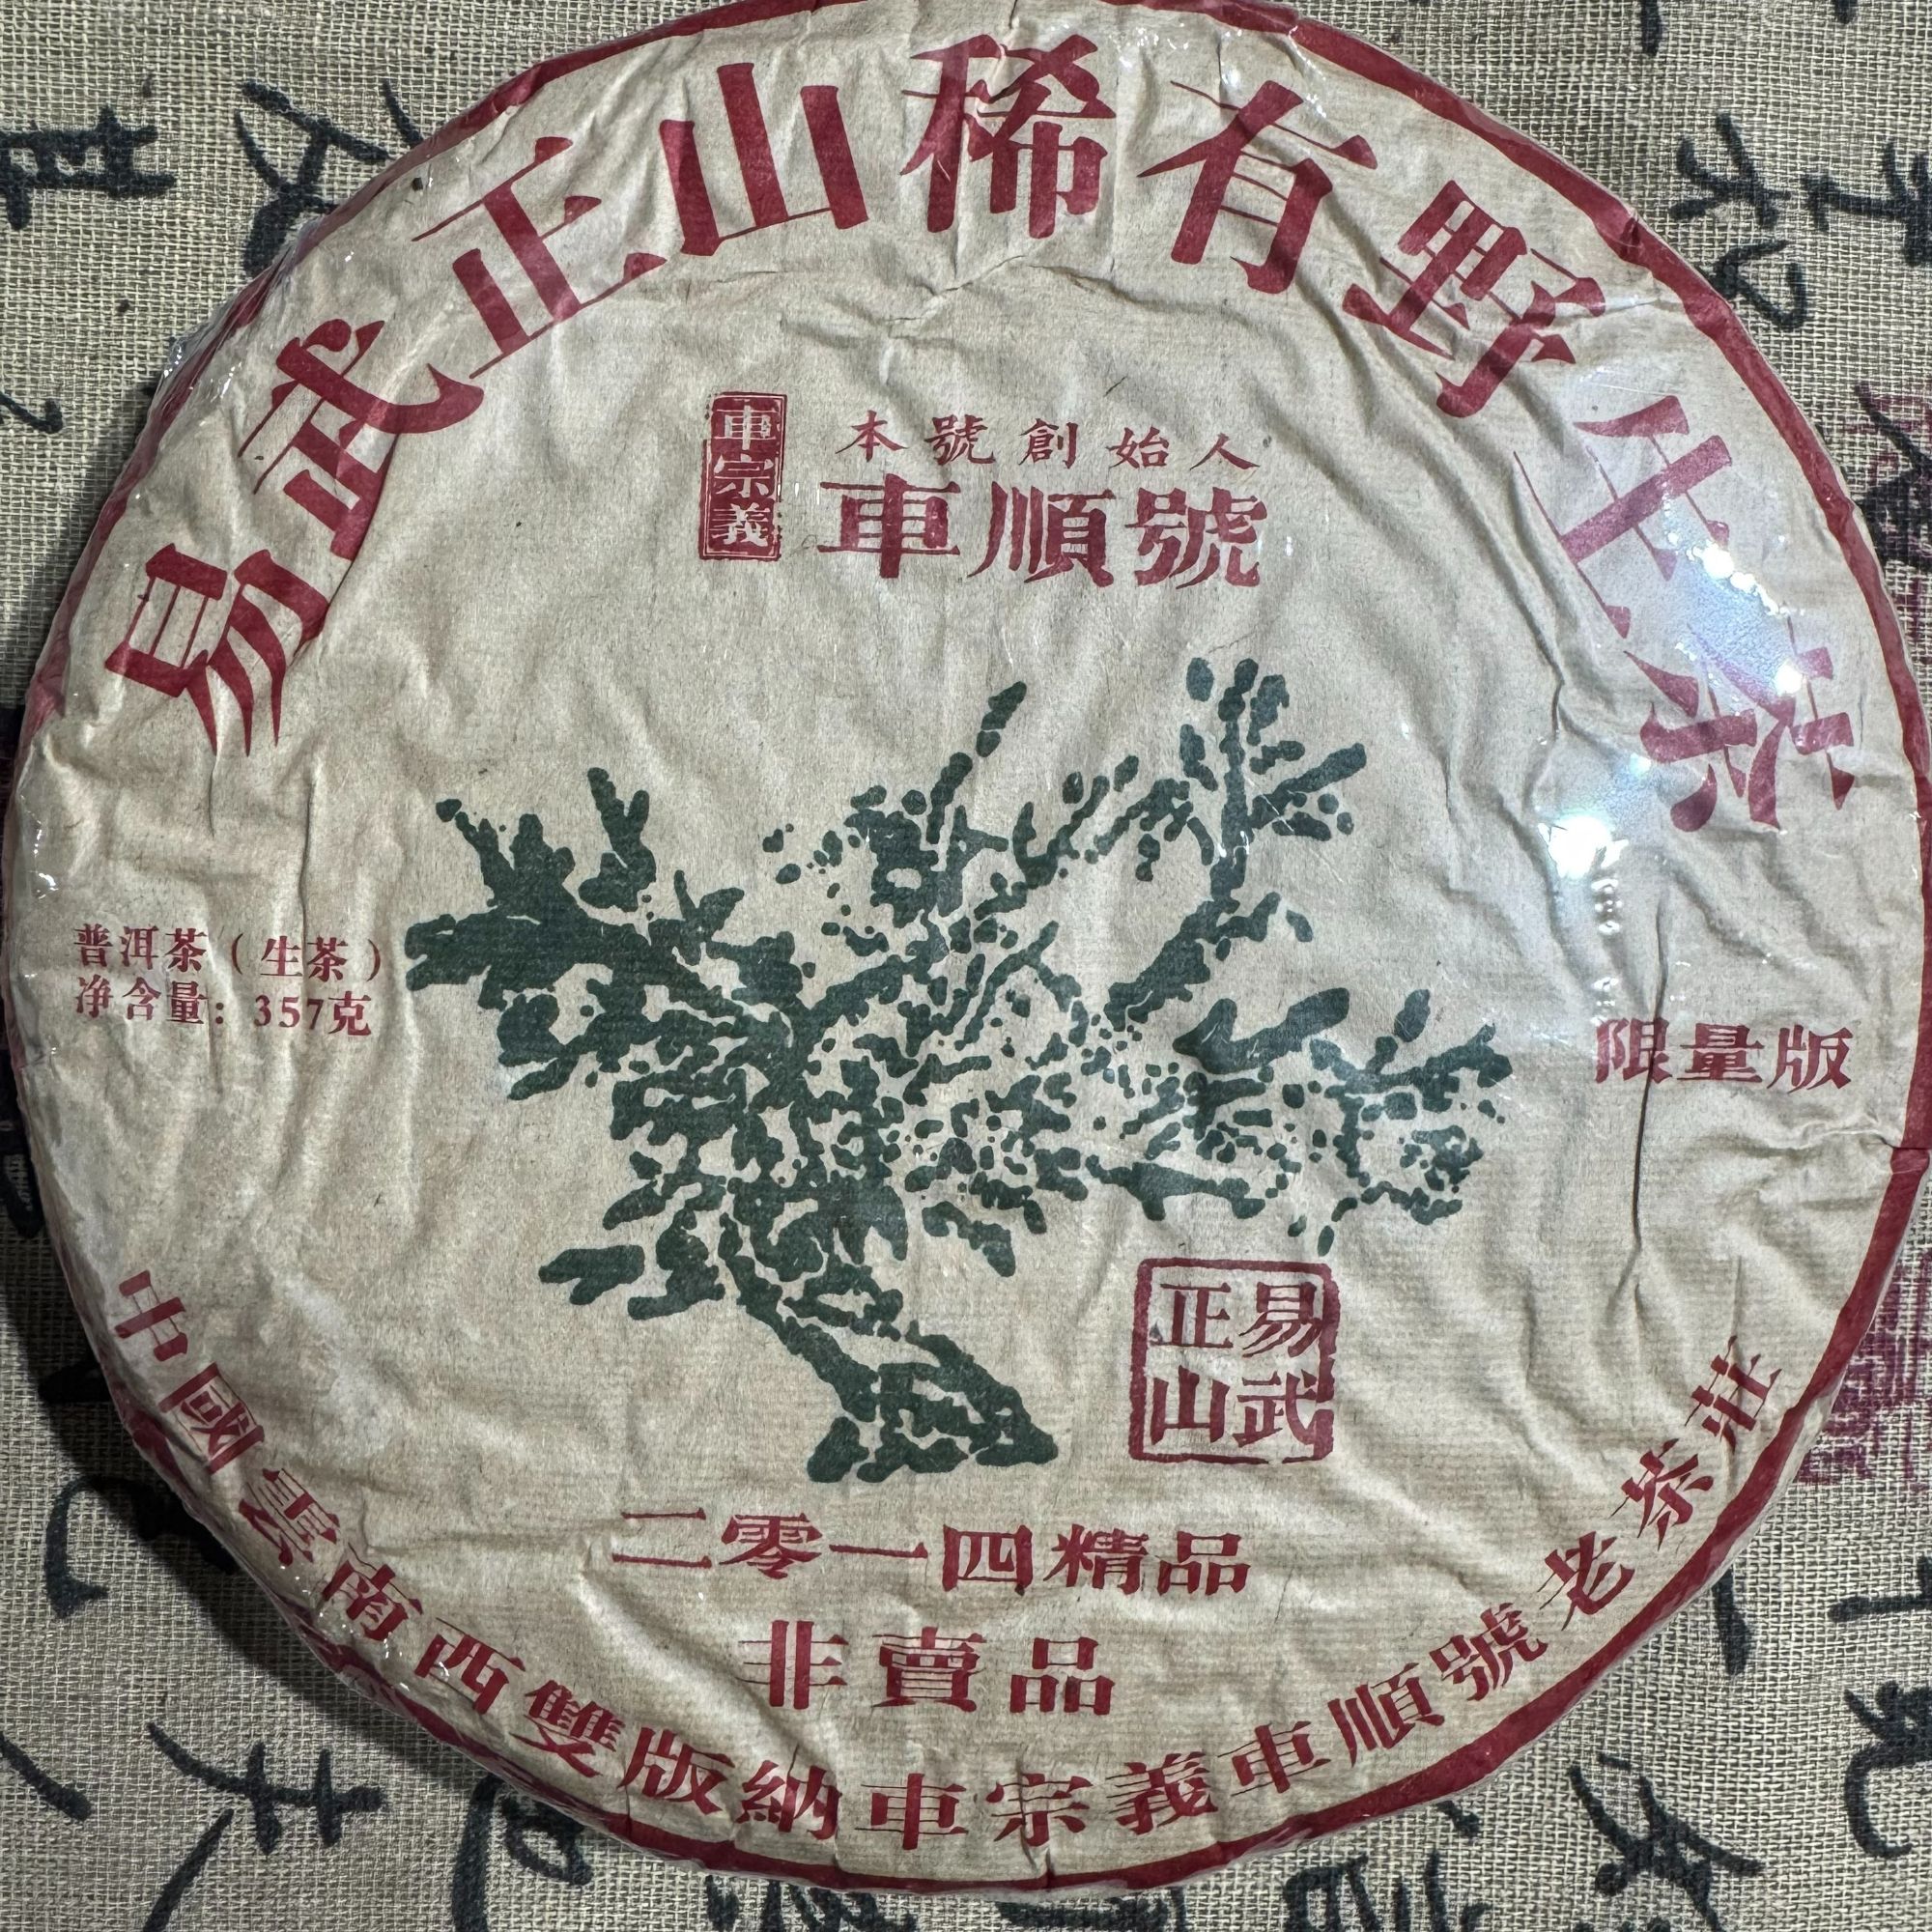 易武正山稀有野生茶
車宗義
本號創始人
車順號
普洱茶（生茶）
净含量：357克
限量版
易武
正山
二零一四精品
非賣品
中國雲南西雙版納車宗義車順號老茶莊